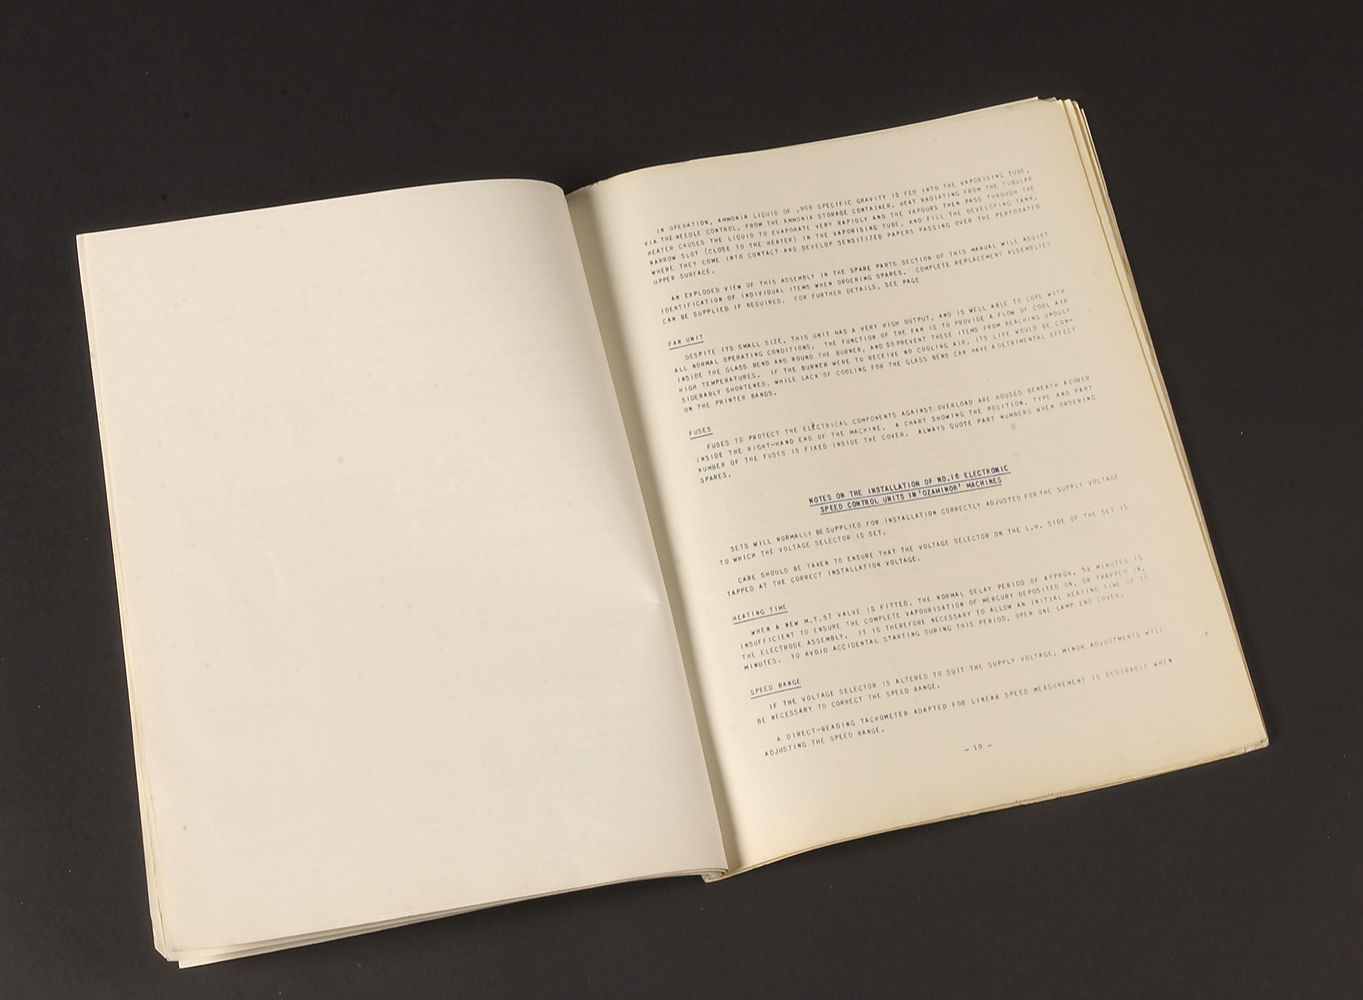 IN OPERATION, AMMONIA LIQUID OF .908 SPECIFIC GRAVITY IS FED INTO THE VAPORISING TUBE,
VIA THE NEEDLE CONTROL, FROM THE AMMONIA STORAGE CONTAINER. HEAT RADIATING FROM THE TUBULAR
HEATER CAUSES THE LIQUID TO EVAPORATE VERY RAPIDLY AND THE VAPOURS THEN PASS THROUGH THE
NARROW SLOT (CLOSE TO THE HEATER) IN THE VAPORISING TUBE, AND FILL THE DEVELOPING TANK,
WHERE THEY COME INTO CONTACT AND DEVELOP SENSITIZED PAPERS PASSING OVER THE PERFORATED
UPPER SURFACE.
AN EXPLODED VIEW OF THIS ASSEMBLY IN THE SPARE PARTS SECTION OF THIS MANUAL WILL ASSIST
IDENTIFICATION OF INDIVIDUAL ITEMS WHEN ORDERING SPARES. COMPLETE REPLACEMENT ASSEMBLIES
CAN BE SUPPLIED IF REQUIRED. FOR FURTHER DETAILS, SEE PAGE
FAN UNIT
DESPITE ITS SMALL SIZE, THIS UNIT HAS A VERY HIGH OUTPUT, AND IS WELL ABLE TO COPE WITH
ALL NORMAL OPERATING CONDITIONS. THE FUNCTION OF THE FAN IS TO PROVIDE A FLOW OF COOL AIR
INSIDE THE GLASS BEND AND ROUND THE BURNER, AND SO PREVENT THESE ITEMS FROM REACHING UNDULY
HIGH TEMPERATURES. IF THE BURNER WERE TO RECEIVE NO COOLING AIR, ITS LIFE WOULD BE CON-
SIDERABLY SHORTENED, WHILE LACK OF COOLING FOR THE GLASS BEND CAN HAVE A DETRIMENTAL EFFECT
ON THE PRINTER BANDS.
FUSES
FUSES TO PROTECT THE ELECTRICAL COMPONENTS AGAINST OVERLOAD ARE HOUSED BENEATH A COVER
INSIDE THE RIGHT-HAND END OF THE MACHINE. A CHART SHOWING THE POSITION, TYPE AND PART
NUMBER OF THE FUSES IS FIXED INSIDE THE COVER. ALWAYS QUOTE PART NUMBERS WHEN ORDERING
SPARES.
NOTES ON THE INSTALLATION OF NO.16 ELECTRONIC
SPEED CONTROL UNITS IN 'OZAMINOR' MACHINES
SETS WILL NORMALLY BE SUPPLIED FOR INSTALLATION CORRECTLY ADJUSTED FOR THE SUPPLY VOLTAGE
TO WHICH THE VOLTAGE SELECTOR IS SET.
CARE SHOULD BE TAKEN TO ENSURE THAT THE VOLTAGE SELECTOR ON THE L.H. SIDE OF THE SET IS
TAPPED AT THE CORRECT INSTALLATION VOLTAGE.
HEATING TIME
WHEN A NEW M.T.57 VALVE IS FITTED, THE NORMAL DELAY PERIOD OF APPROX. MINUTES IS
INSUFFICIENT TO ENSURE THE COMPLETE VAPOURISATION OF MERCURY DEPOSITED ON, OR TRAPPED IN,
THE ELECTRODE ASSEMBLY. IT IS THEREFORE NECESSARY TO ALLOW AN INITIAL HEATING TIME OF
MINUTES. TO AVOID ACCIDENTAL STARTING DURING THIS PERIOD, OPEN ONE LAMP END COVER.
SPEED RANGE
IF THE VOLTAGE SELECTOR IS ALTERED TO SUIT THE SUPPLY VOLTAGE, MINOR ADJUSTMENTS WILL
BE NECESSARY TO CORRECT THE SPEED RANGE.
A DIRECT-READING TACHOMETER ADAPTED FOR LINEAR SPEED MEASUREMENT IS DESIRABLE WHEN
ADJUSTING THE SPEED RANGE.
- 10 -